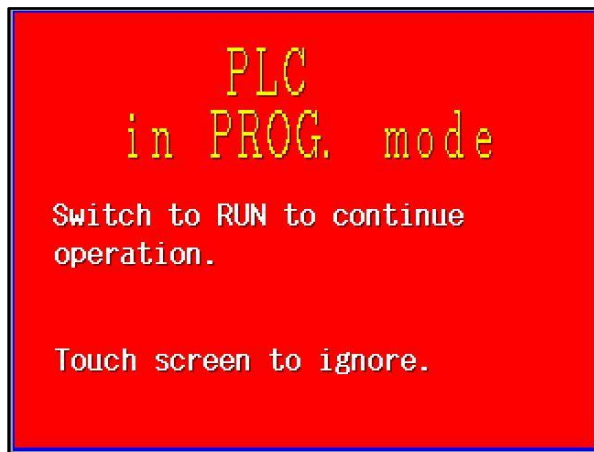 PLC
in PROG. mode
Switch to RUN to continue
operation.
Touch screen to ignore.